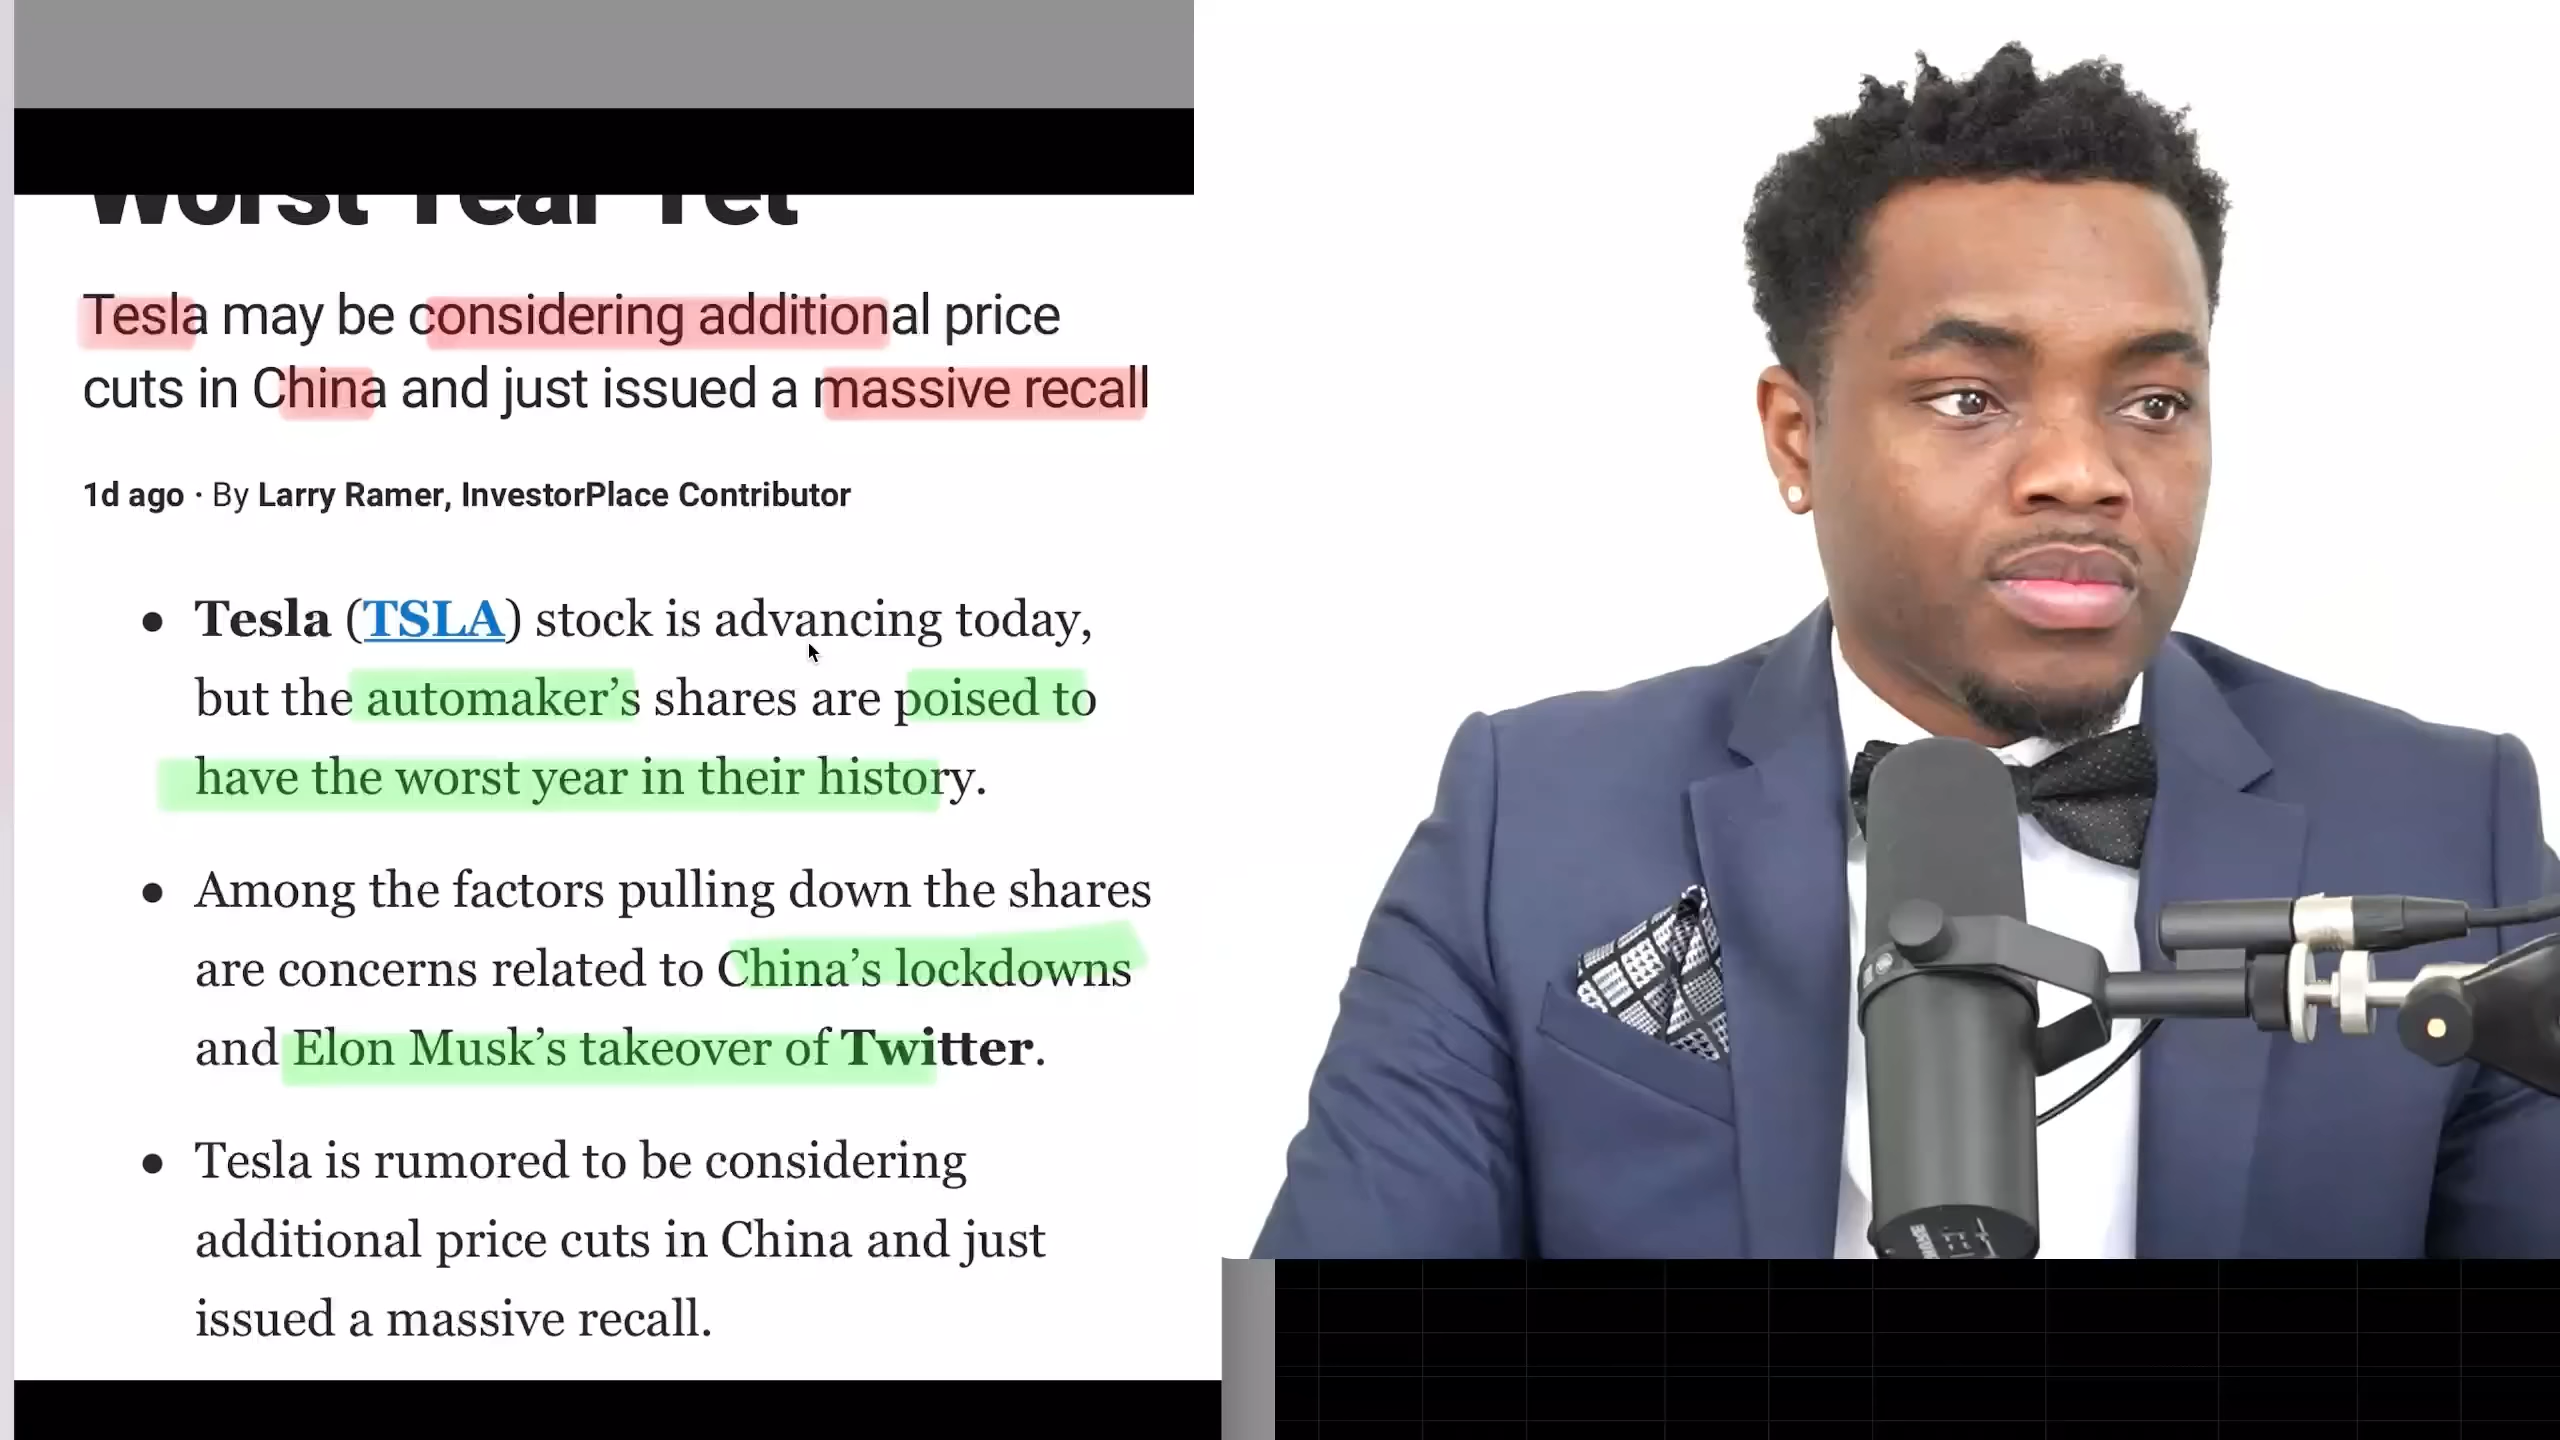 Worst Year Yet
Tesla may be considering additional price
cuts in China and just issued a massive recall
1d ago · By Larry Ramer, InvestorPlace Contributor
● Tesla (TSLA) stock is advancing today,
but the automaker’s shares are poised to
have the worst year in their history.
● Among the factors pulling down the shares
are concerns related to China’s lockdowns
and Elon Musk’s takeover of Twitter.
● Tesla is rumored to be considering
additional price cuts in China and just
issued a massive recall.